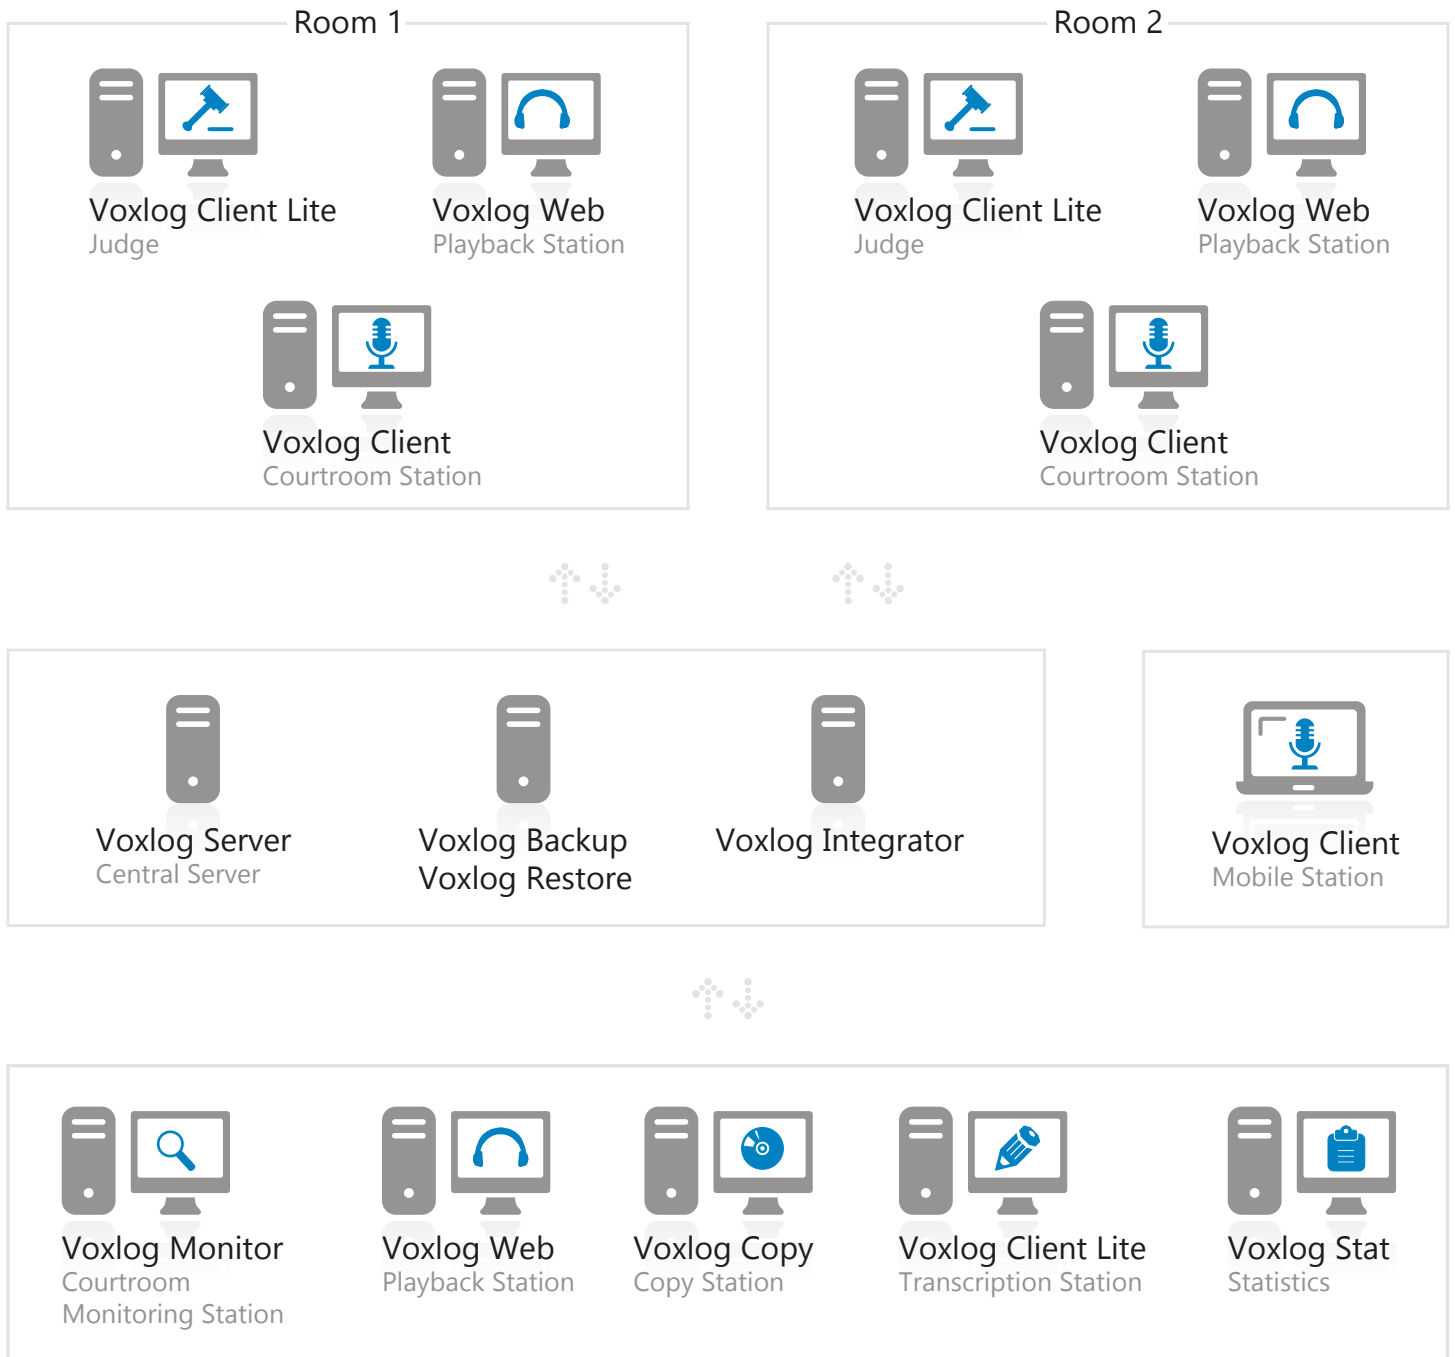 Room 1
Voxlog Client Lite
Judge
Voxlog Web
Playback Station
Voxlog Client
Courtroom Station
Room 2
Voxlog Client Lite
Judge
Voxlog Web
Playback Station
Voxlog Client
Courtroom Station
Voxlog Server
Central Server
Voxlog Backup
Voxlog Restore
Voxlog Integrator
Voxlog Client
Mobile Station
Voxlog Monitor
Courtroom
Monitoring Station
Voxlog Web
Playback Station
Voxlog Copy
Copy Station
Voxlog Client Lite
Transcription Station
Voxlog Stat
Statistics